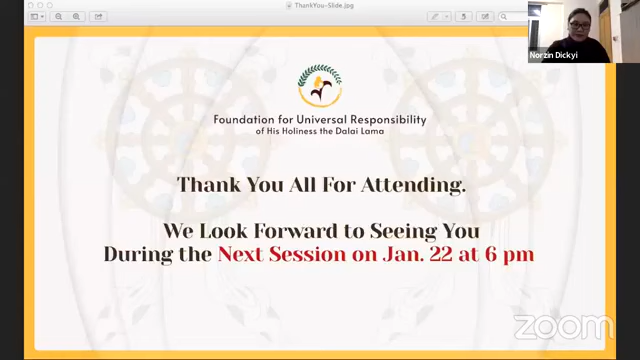 ThankYou-Slide.jpg
Norzin Dickyi
Foundation for Universal Responsibility
of His Holiness the Dalai Lama
Thank You All For Attending.
We Look Forward to Seeing You
During the Next Session on Jan. 22 at 6 pm
zoom